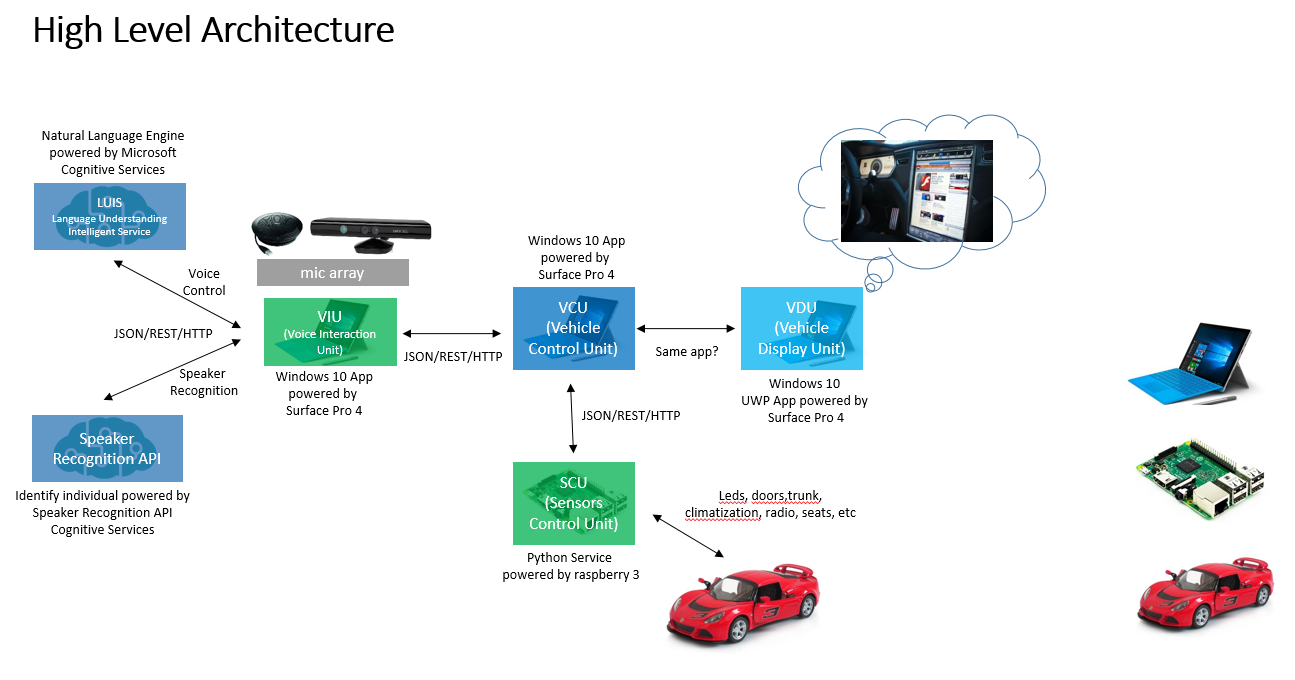 High Level Architecture
Natural Language Engine
powered by Microsoft
Cognitive Services
LUIS
Language Understanding
Intelligent Service
Voice
Control
JSON/REST/HTTP
Speaker
Recognition
Speaker
Recognition API
Identify individual powered by
Speaker Recognition API
Cognitive Services
mic array
VIU
(Voice Interaction
Unit)
Windows 10 App
powered by
Surface Pro 4
JSON/REST/HTTP
Windows 10 App
powered by
Surface Pro 4
VCU
(Vehicle
Control Unit)
Same app?
VDU
(Vehicle
Display Unit)
Windows 10
UWP App powered by
Surface Pro 4
JSON/REST/HTTP
SCU
(Sensors
Control Unit)
Python Service
powered by raspberry 3
Leds, doors,trunk,
climatization, radio, seats, etc
3
3